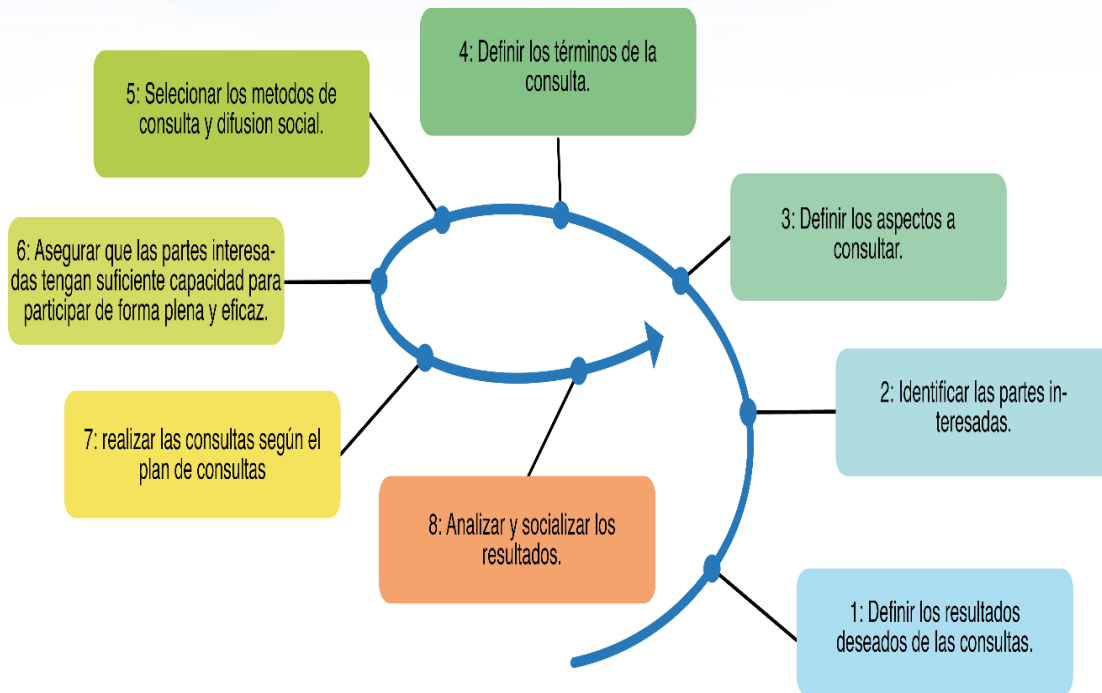 4: Definir los términos de la
consulta.
5: Selecionar los metodos de
consulta y difusion social.
3: Definir los aspectos a
consultar.
6: Asegurar que las partes interesa-
das tengan suficiente capacidad para
participar de forma plena y eficaz.
2: Identificar las partes in-
teresadas.
7: realizar las consultas según el
plan de consultas
8: Analizar y socializar los
resultados.
1: Definir los resultados
deseados de las consultas.